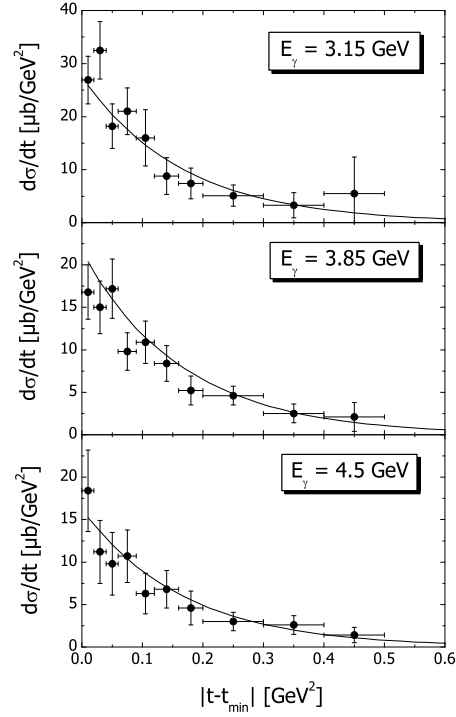 40
30
20
10
0
dσ/dt [μb/GeV²]
E_γ = 3.15 GeV
20
15
10
5
0
dσ/dt [μb/GeV²]
E_γ = 3.85 GeV
20
15
10
5
0
dσ/dt [μb/GeV²]
E_γ = 4.5 GeV
0.0 0.1 0.2 0.3 0.4 0.5 0.6
|t-t_min| [GeV²]